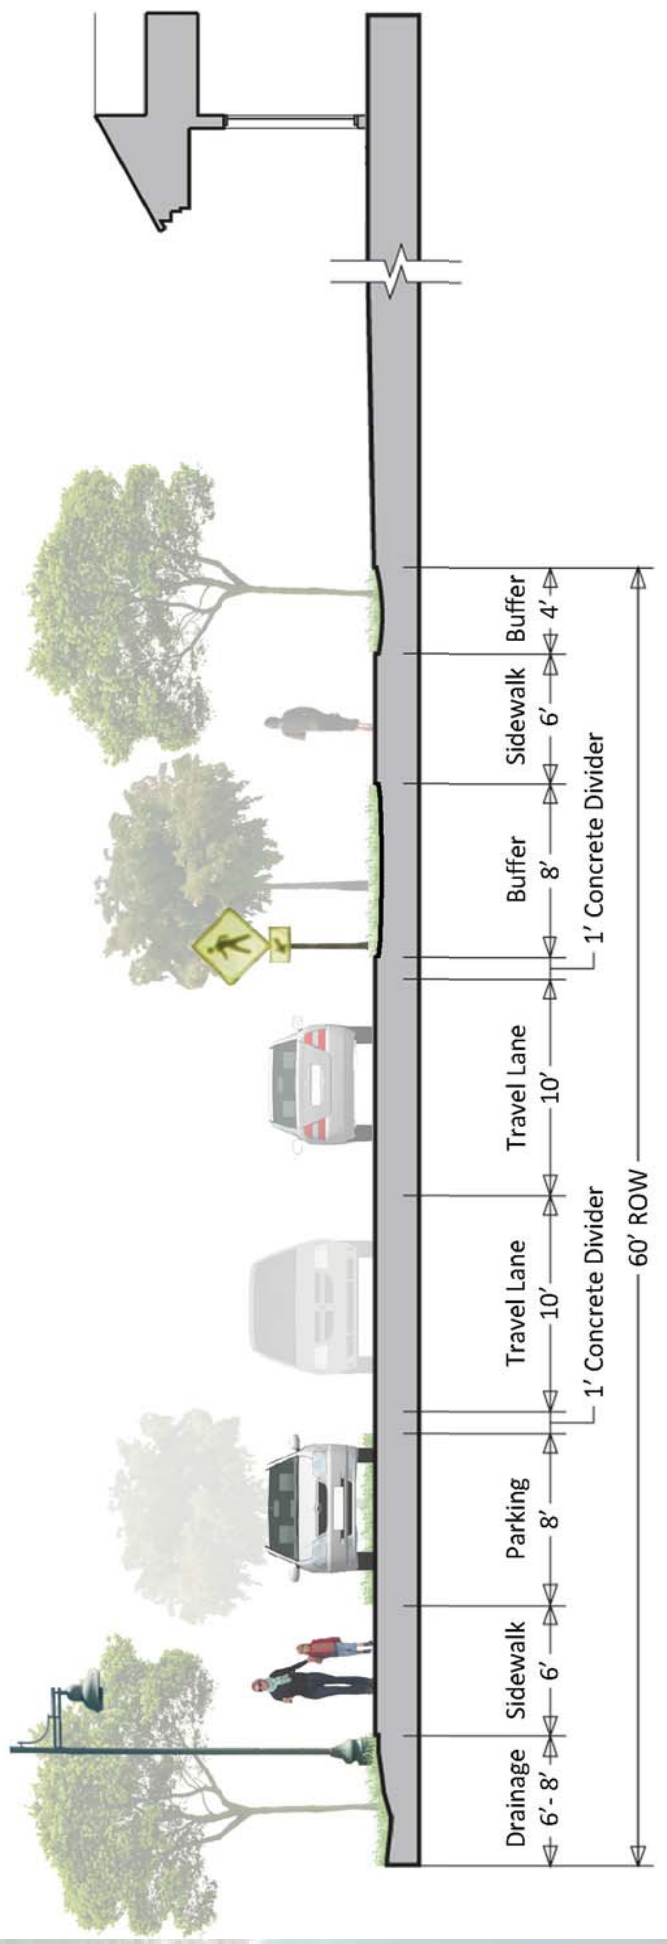 Drainage
6’- 8’
Sidewalk
6’
Parking
8’
1’ Concrete Divider
Travel Lane
10’
Travel Lane
10’
1’ Concrete Divider
Buffer
8’
Sidewalk
6’
Buffer
4’
60’ ROW